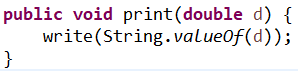 public void print(double d) {
    write(String.valueOf(d));
}